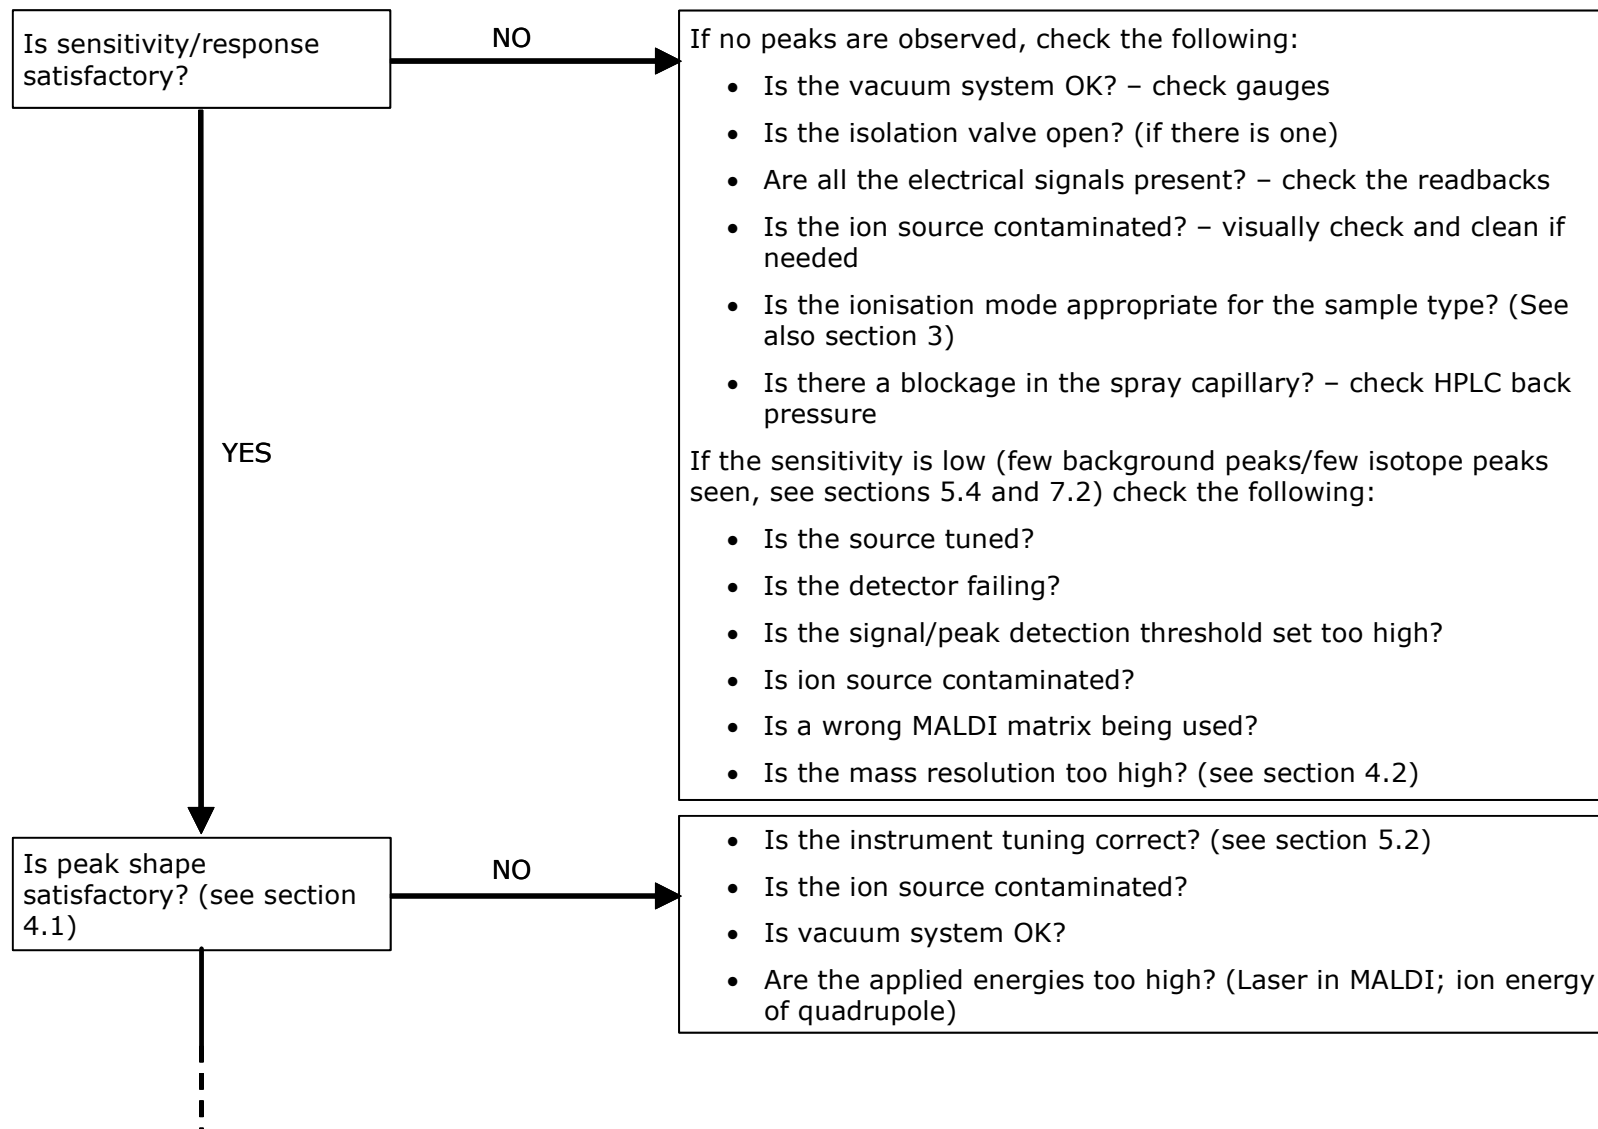 Is sensitivity/response
satisfactory?
NO
If no peaks are observed, check the following:
• Is the vacuum system OK? – check gauges
• Is the isolation valve open? (if there is one)
• Are all the electrical signals present? – check the readbacks
• Is the ion source contaminated? – visually check and clean if
needed
• Is the ionisation mode appropriate for the sample type? (See
also section 3)
• Is there a blockage in the spray capillary? – check HPLC back
pressure
If the sensitivity is low (few background peaks/few isotope peaks
seen, see sections 5.4 and 7.2) check the following:
• Is the source tuned?
• Is the detector failing?
• Is the signal/peak detection threshold set too high?
• Is ion source contaminated?
• Is a wrong MALDI matrix being used?
• Is the mass resolution too high? (see section 4.2)
YES
Is peak shape
satisfactory? (see section
4.1)
NO
• Is the instrument tuning correct? (see section 5.2)
• Is the ion source contaminated?
• Is vacuum system OK?
• Are the applied energies too high? (Laser in MALDI; ion energy
of quadrupole)